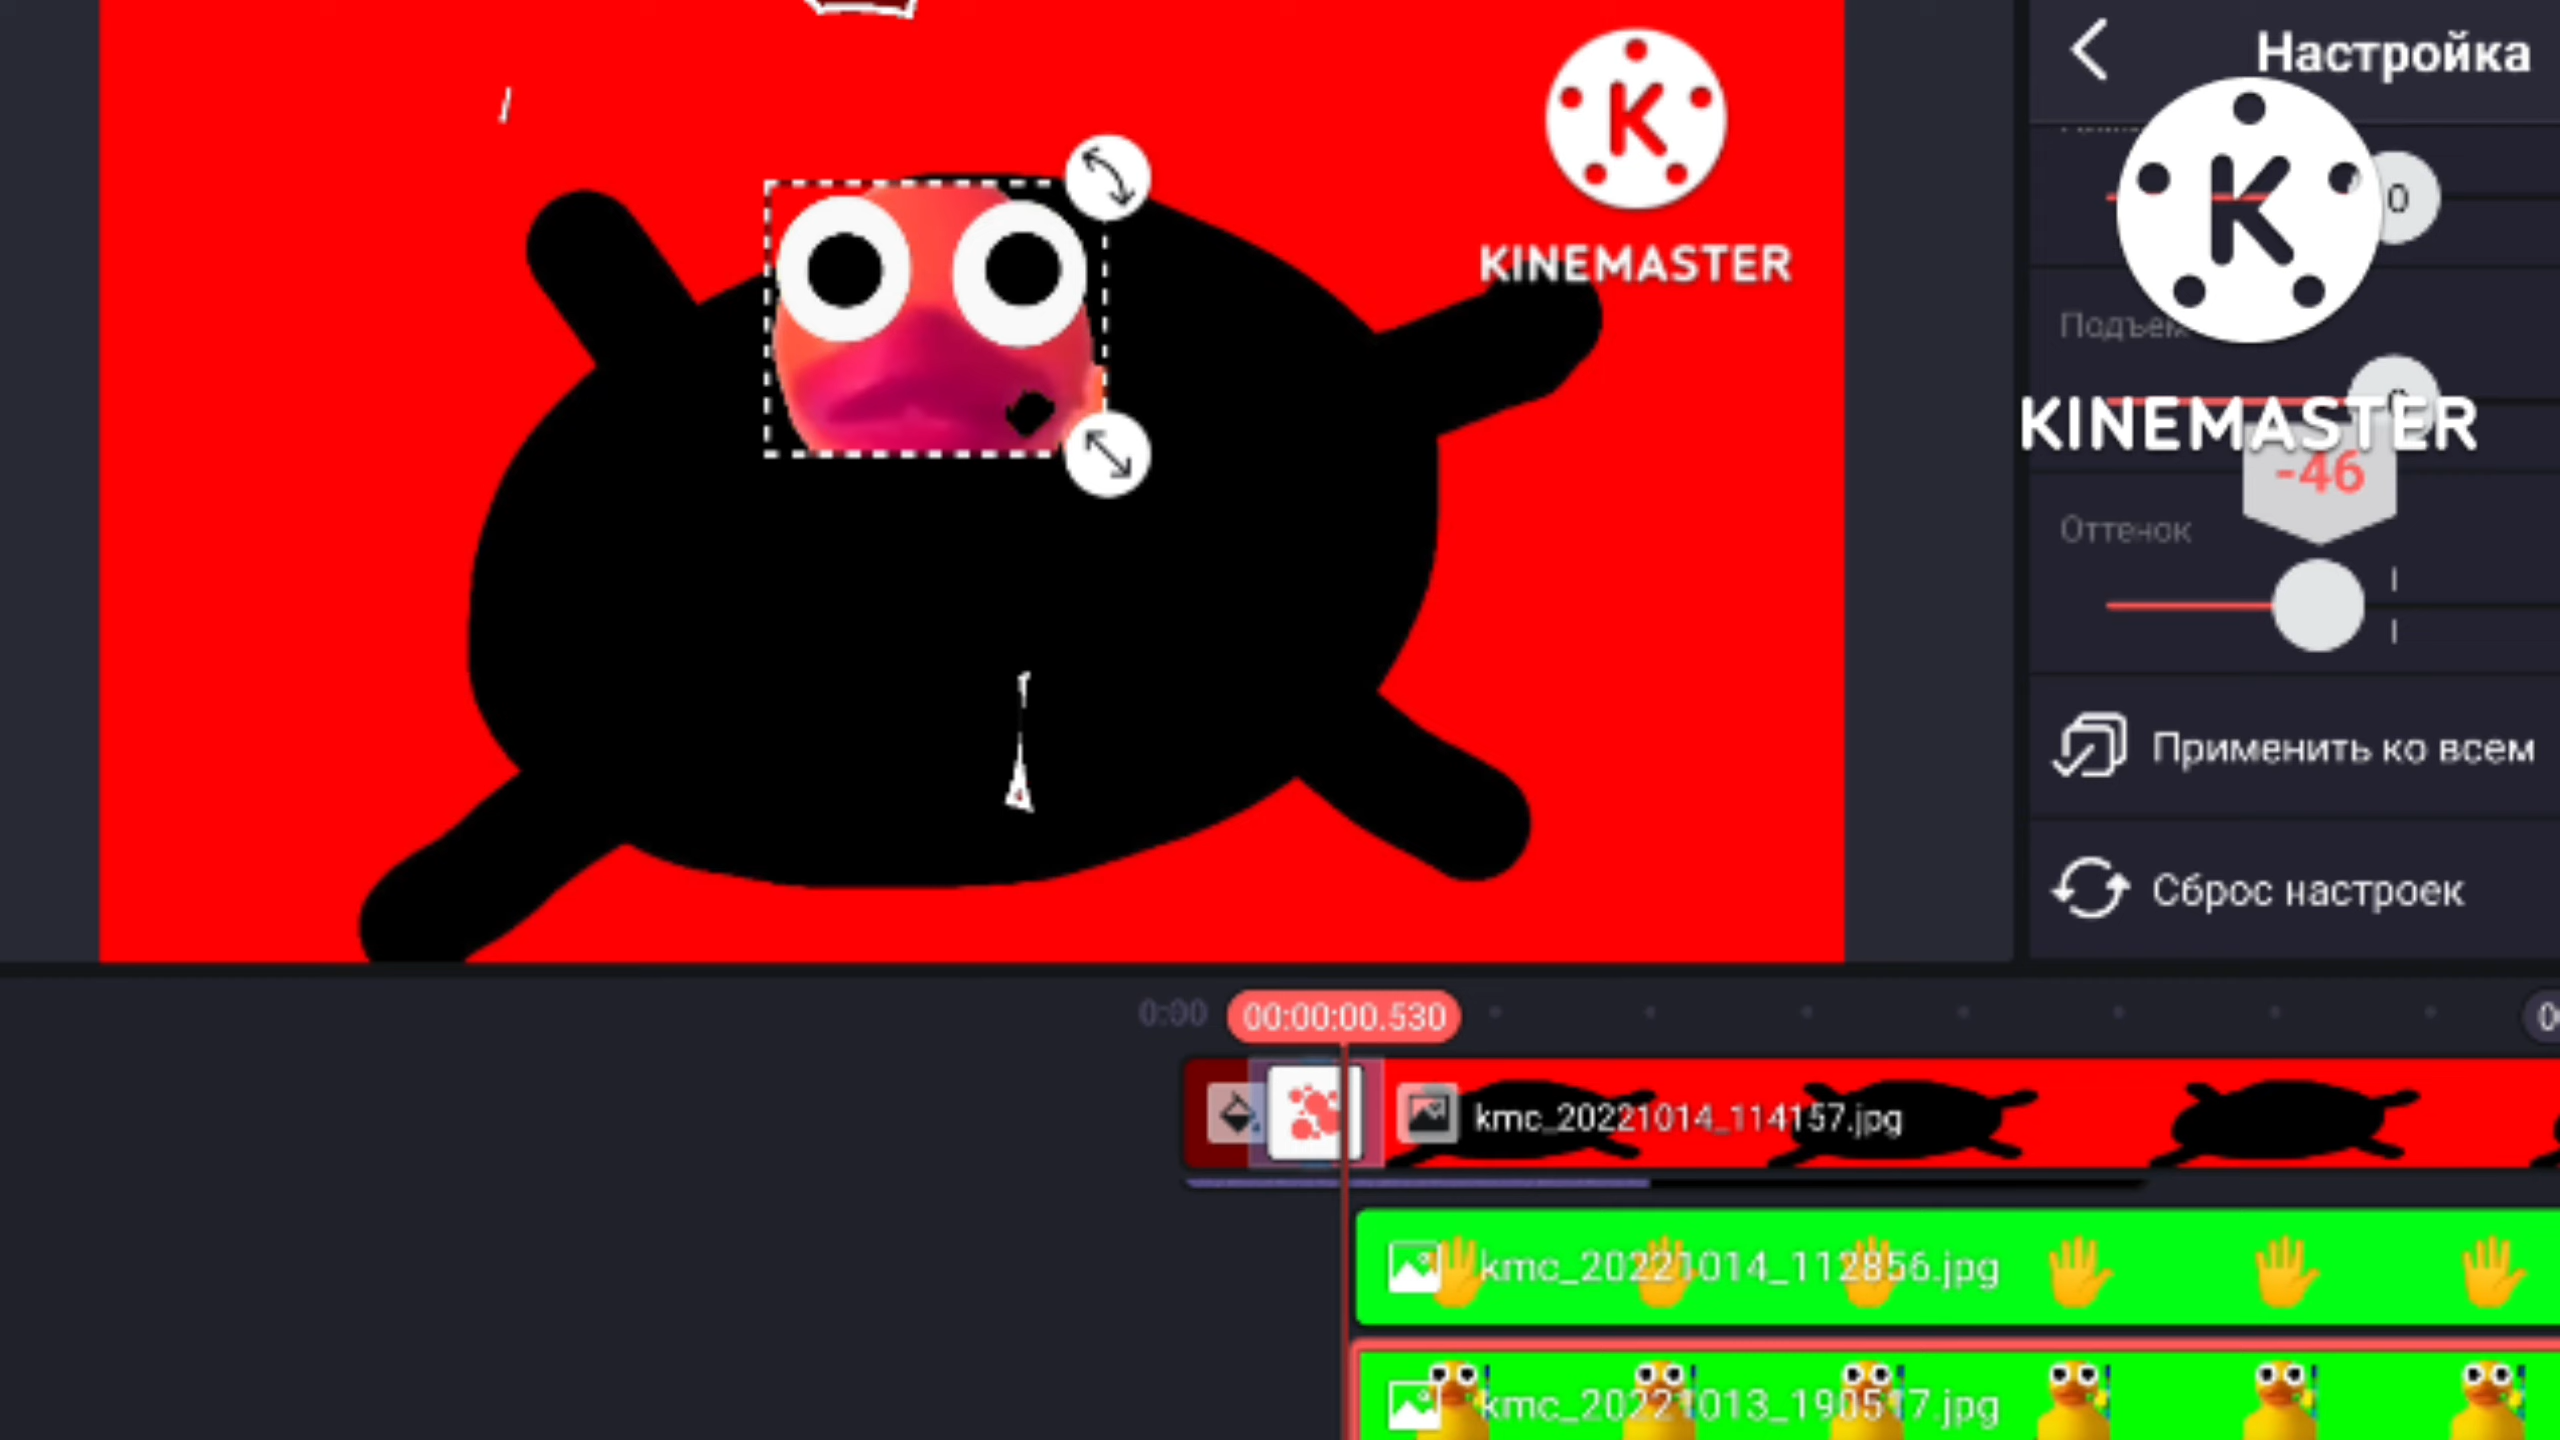 Настройка
K
KINEMASTER
K
KINEMASTER
0
Подъем
-46
Оттенок
Применить ко всем
Сброс настроек
0:00
00:00:00.530
kmc_20221014_114157.jpg
kmc_20221014_112856.jpg
kmc_20221013_190517.jpg